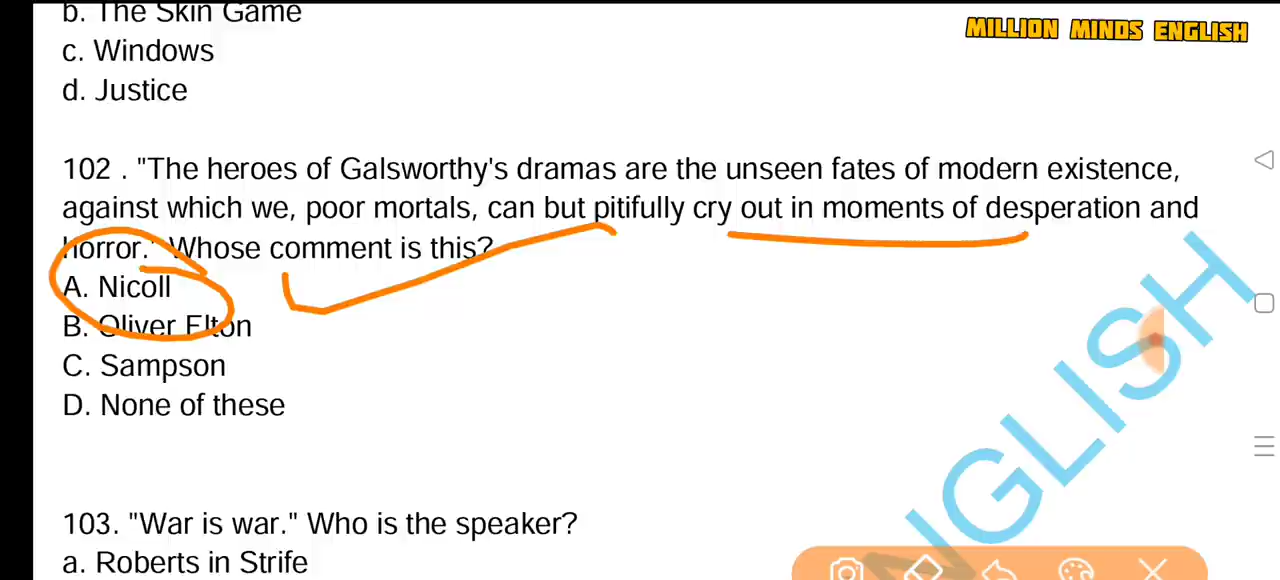 b. The Skin Game
MILLION MINDS ENGLISH
c. Windows
d. Justice
102 . "The heroes of Galsworthy's dramas are the unseen fates of modern existence,
against which we, poor mortals, can but pitifully cry out in moments of desperation and
horror." Whose comment is this?
A. Nicoll
B. Oliver Elton
C. Sampson
D. None of these
103. "War is war." Who is the speaker?
a. Roberts in Strife
NGLISH